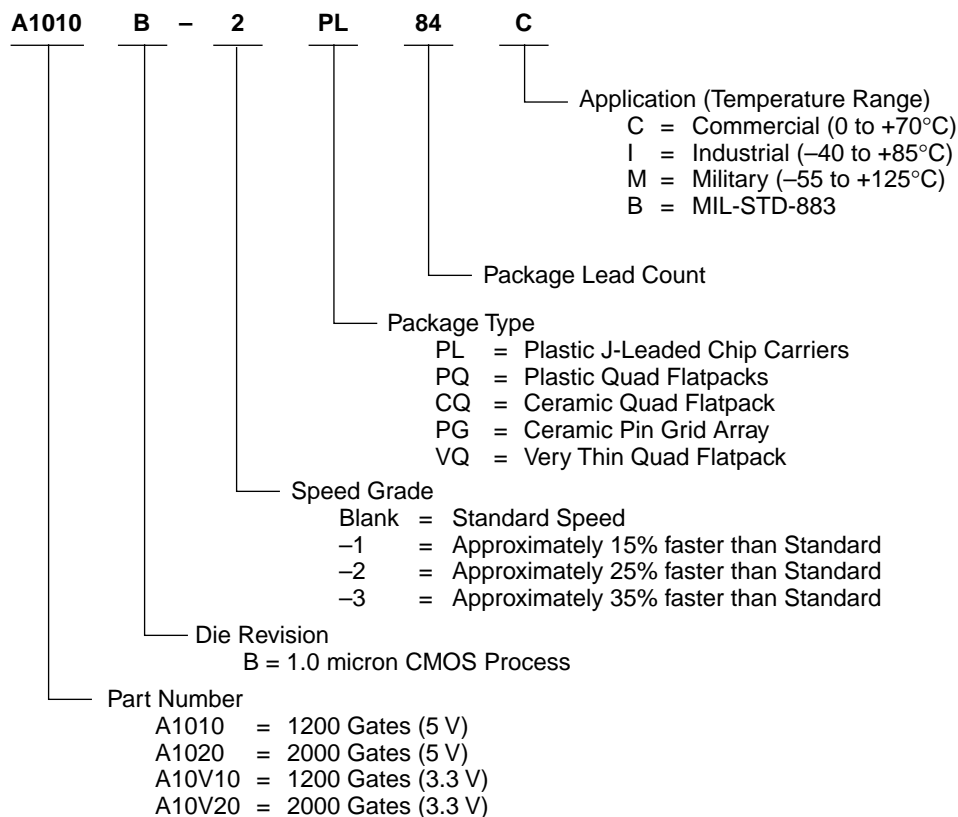 A1010 B – 2 PL 84 C
Application (Temperature Range)
C = Commercial (0 to +70°C)
I = Industrial (–40 to +85°C)
M = Military (–55 to +125°C)
B = MIL-STD-883
Package Lead Count
Package Type
PL = Plastic J-Leaded Chip Carriers
PQ = Plastic Quad Flatpacks
CQ = Ceramic Quad Flatpack
PG = Ceramic Pin Grid Array
VQ = Very Thin Quad Flatpack
Speed Grade
Blank = Standard Speed
–1 = Approximately 15% faster than Standard
–2 = Approximately 25% faster than Standard
–3 = Approximately 35% faster than Standard
Die Revision
B = 1.0 micron CMOS Process
Part Number
A1010 = 1200 Gates (5 V)
A1020 = 2000 Gates (5 V)
A10V10 = 1200 Gates (3.3 V)
A10V20 = 2000 Gates (3.3 V)